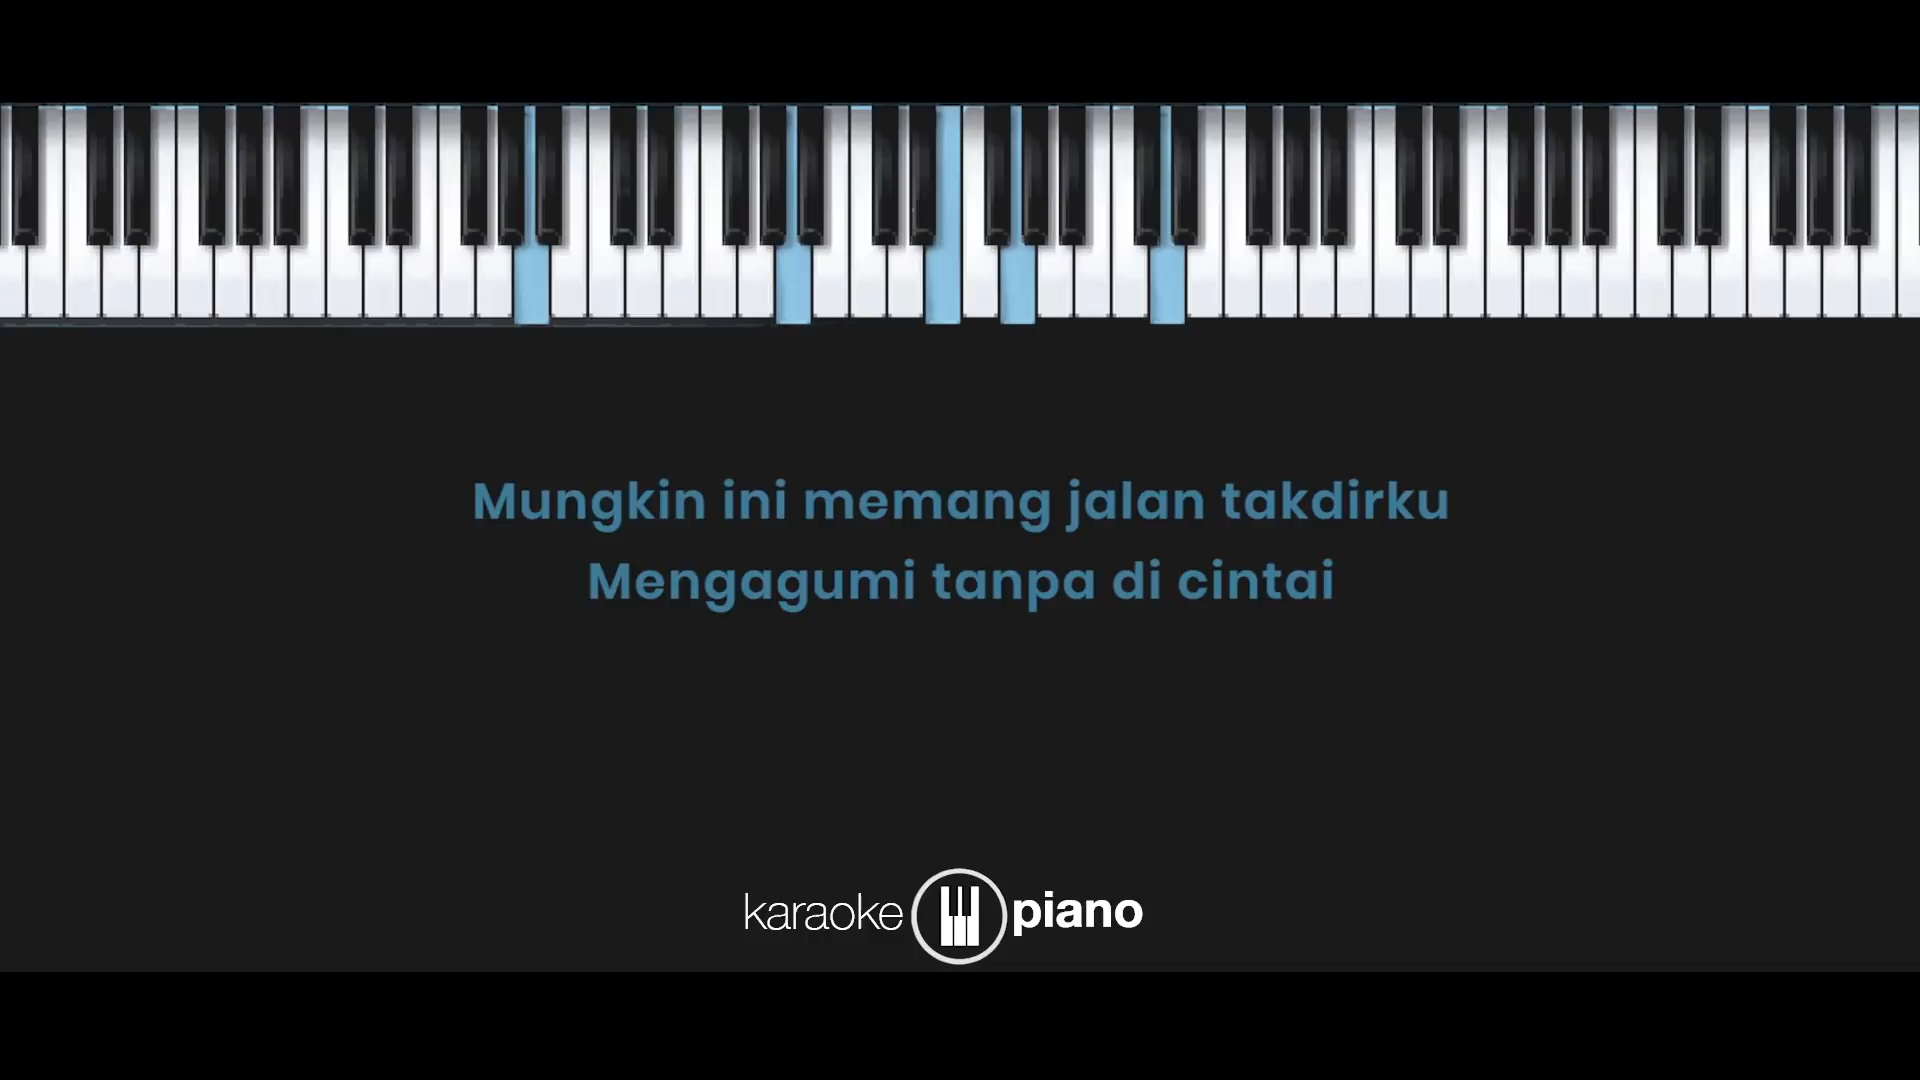 Mungkin ini memang jalan takdirku
Mengagumi tanpa di cintai
karaoke piano